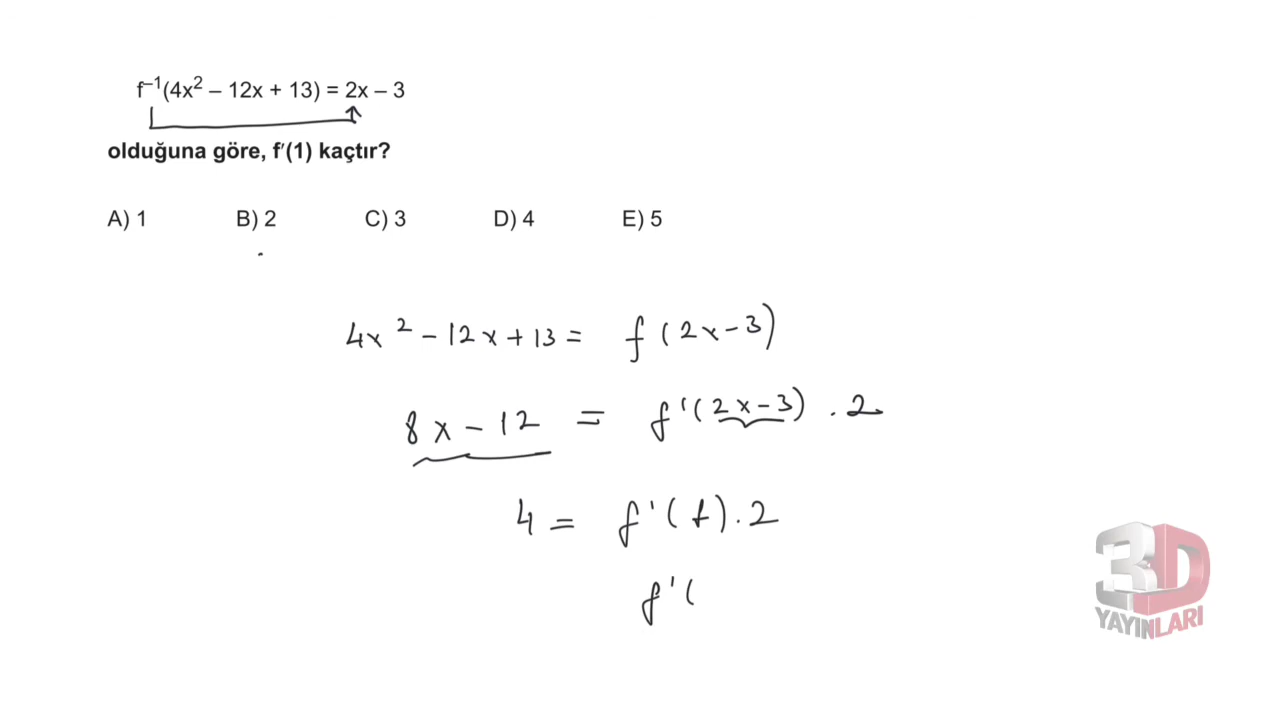 f⁻¹(4x² – 12x + 13) = 2x – 3
olduğuna göre, f′(1) kaçtır?
A) 1 B) 2 C) 3 D) 4 E) 5
4x² – 12x + 13 = f(2x – 3)
8x – 12 = f'(2x – 3) . 2
4 = f'(1) . 2
f'(
3D
YAYINLARI